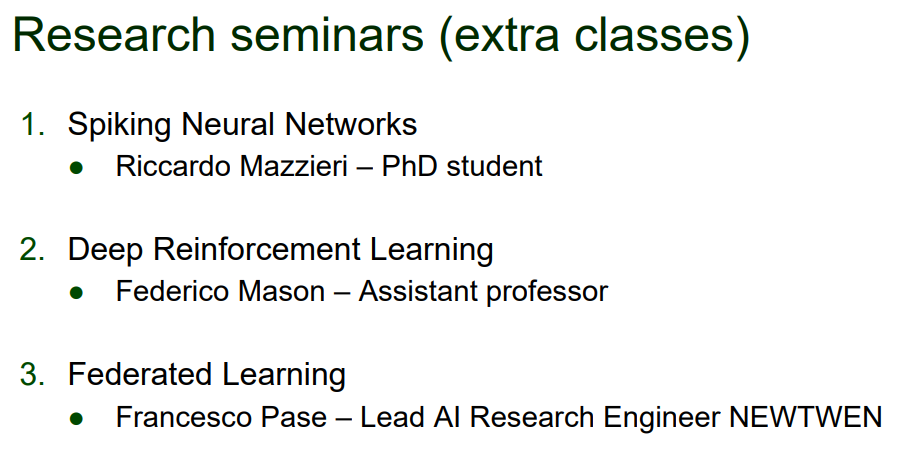 Research seminars (extra classes)
1. Spiking Neural Networks
● Riccardo Mazzieri – PhD student
2. Deep Reinforcement Learning
● Federico Mason – Assistant professor
3. Federated Learning
● Francesco Pase – Lead AI Research Engineer NEWTWEN